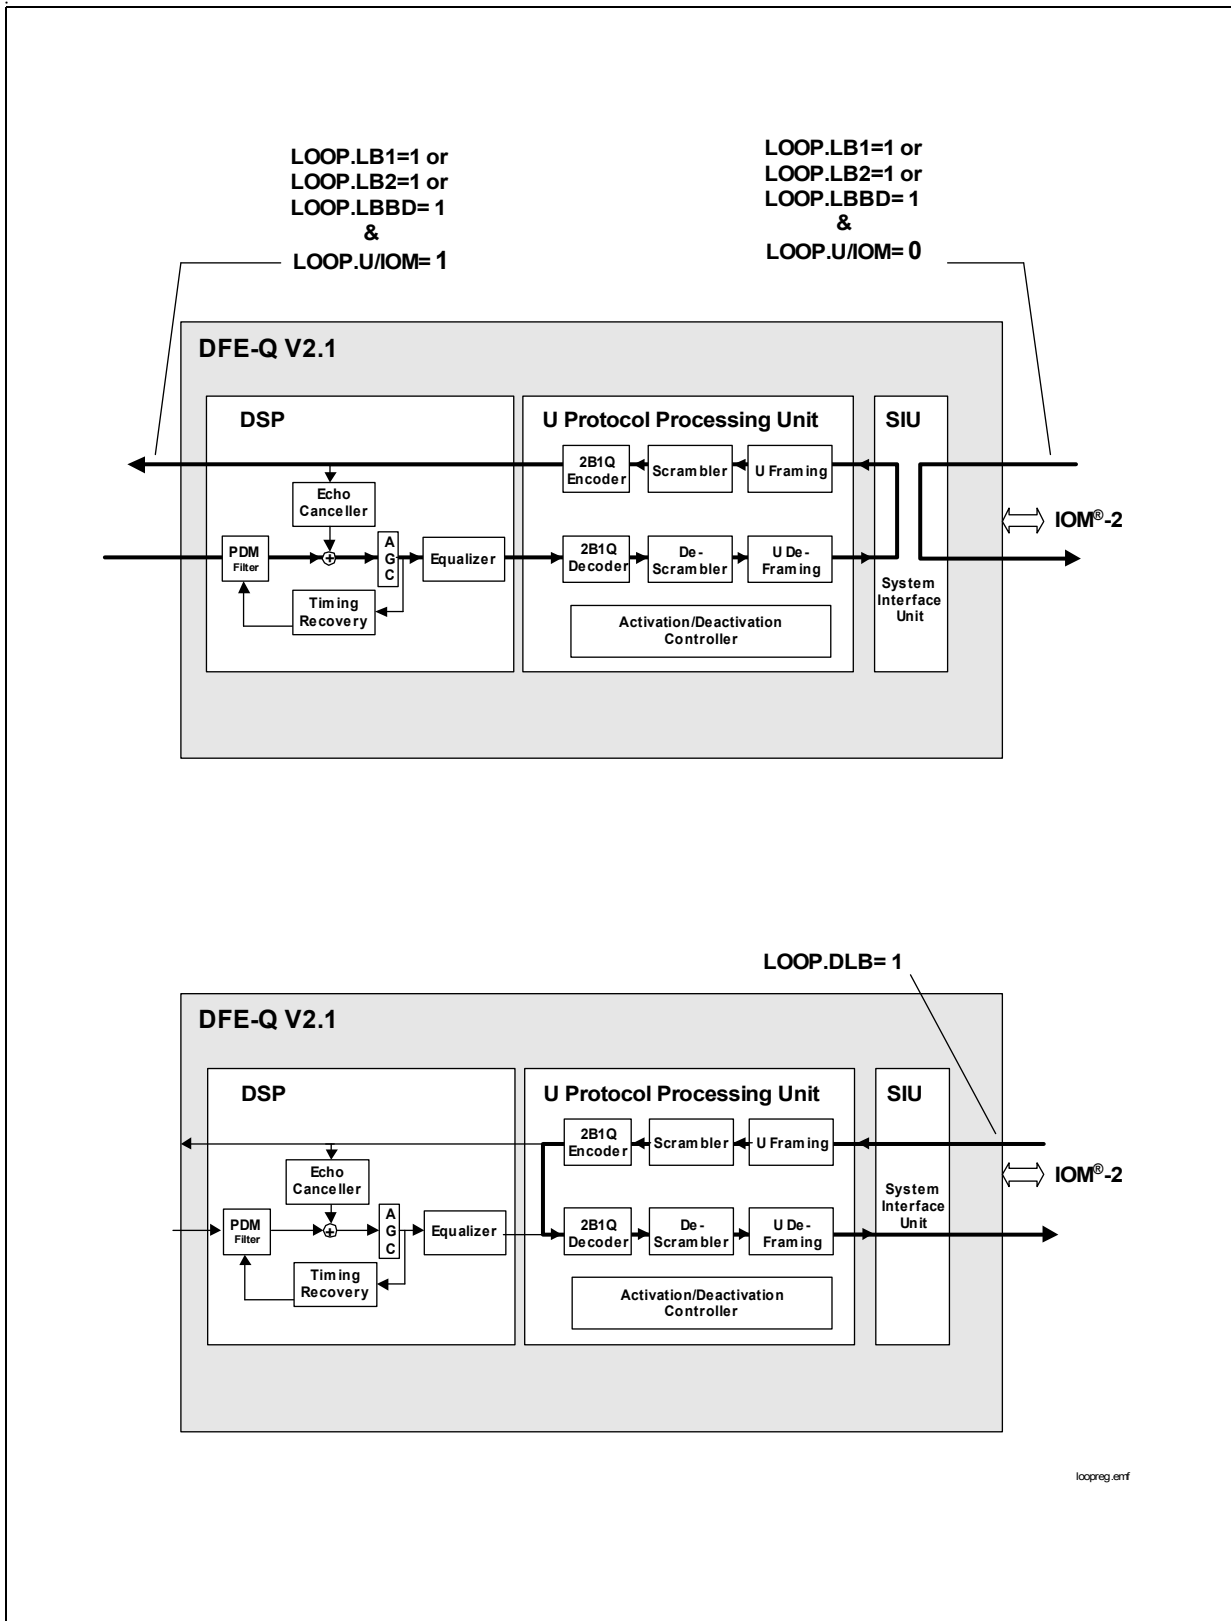 LOOP.LB1=1 or
LOOP.LB2=1 or
LOOP.LBBD= 1
&
LOOP.U/IOM= 1
LOOP.LB1=1 or
LOOP.LB2=1 or
LOOP.LBBD= 1
&
LOOP.U/IOM= 0
DFE-Q V2.1
DSP
U Protocol Processing Unit
SIU
2B1Q
Encoder
Scrambler
U Framing
Echo
Canceller
IOM®-2
PDM
Filter
+
A
G
C
Equalizer
2B1Q
Decoder
De-
Scrambler
U De-
Framing
System
Interface
Unit
Timing
Recovery
Activation/Deactivation
Controller
LOOP.DLB= 1
DFE-Q V2.1
DSP
U Protocol Processing Unit
SIU
2B1Q
Encoder
Scrambler
U Framing
Echo
Canceller
IOM®-2
System
Interface
Unit
PDM
Filter
+
A
G
C
Equalizer
2B1Q
Decoder
De-
Scrambler
U De-
Framing
Timing
Recovery
Activation/Deactivation
Controller
loopreg.emf